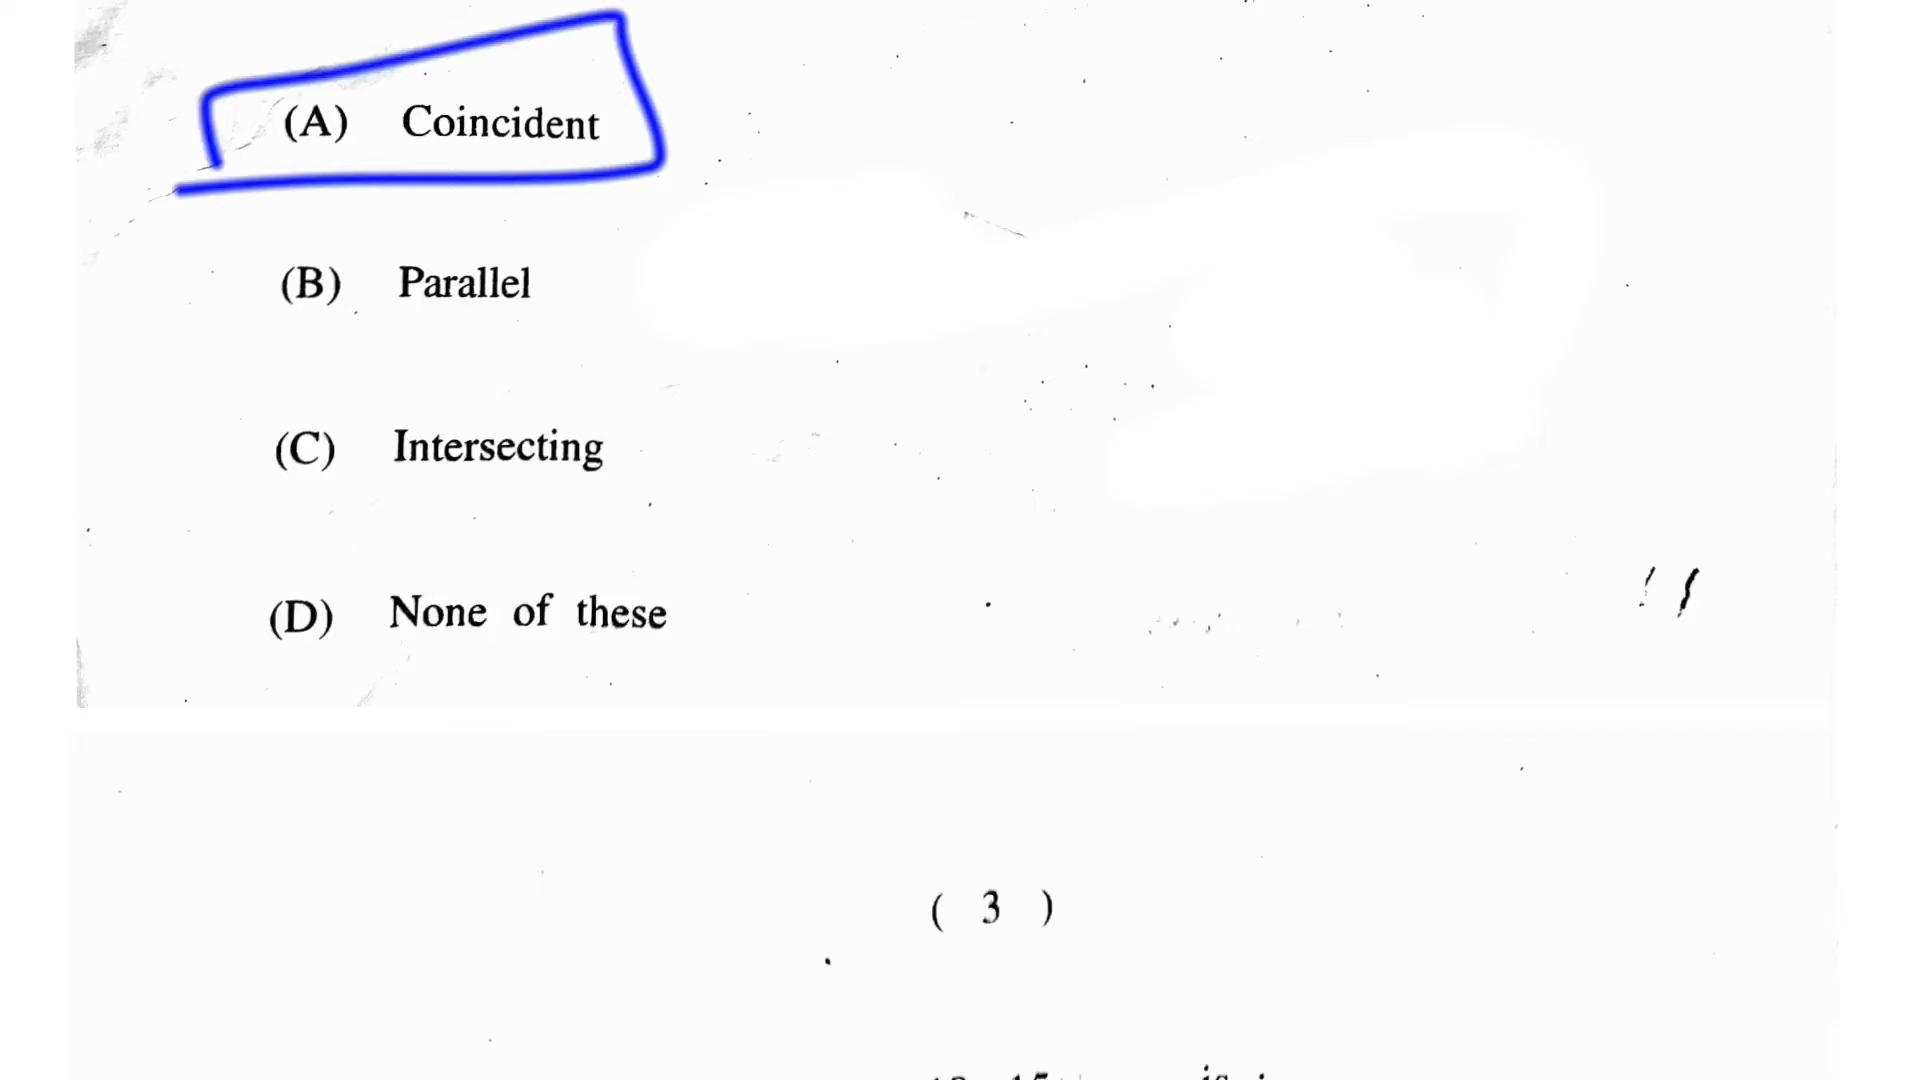 (A) Coincident
(B) Parallel
(C) Intersecting
(D) None of these
( 3 )